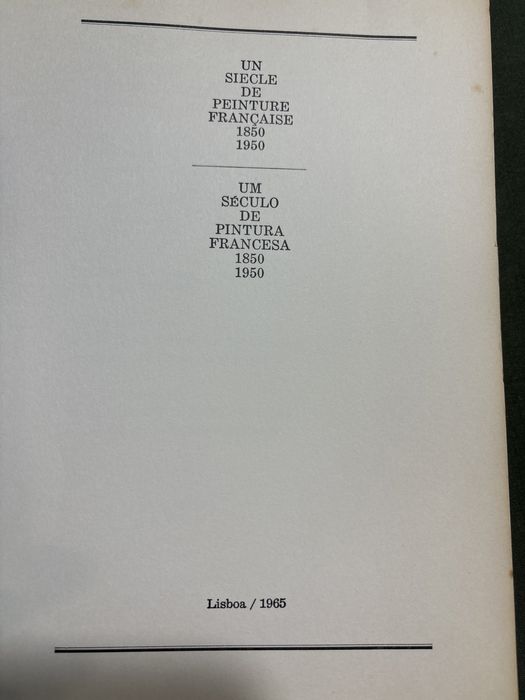 UN
SIECLE
DE
PEINTURE
FRANÇAISE
1850
1950
UM
SÉCULO
DE
PINTURA
FRANCESA
1850
1950
Lisboa / 1965